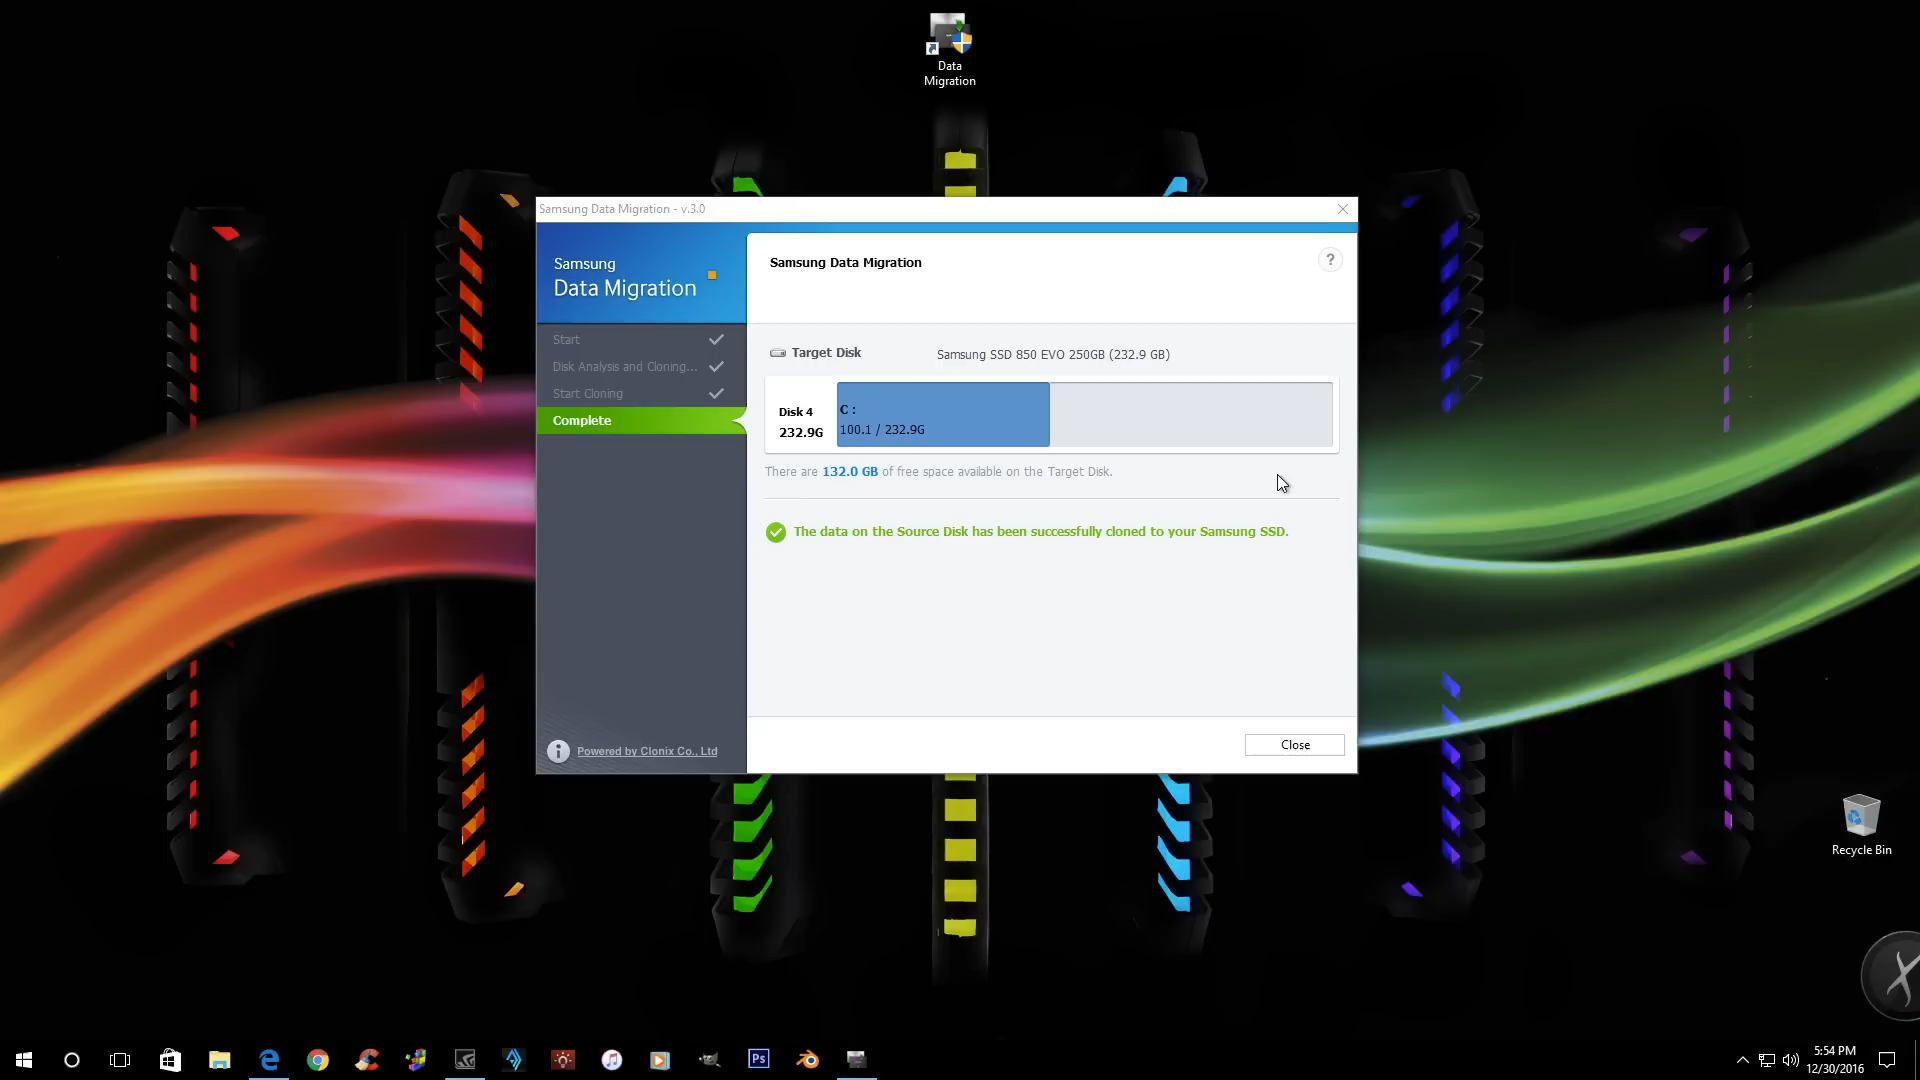 Data
Migration
Samsung Data Migration - v.3.0
Samsung
Data Migration
Samsung Data Migration
?
Start
Disk Analysis and Cloning...
Start Cloning
Complete
Target Disk
Samsung SSD 850 EVO 250GB (232.9 GB)
Disk 4
232.9G
C :
100.1 / 232.9G
There are 132.0 GB of free space available on the Target Disk.
The data on the Source Disk has been successfully cloned to your Samsung SSD.
Powered by Clonix Co., Ltd
Close
Recycle Bin
Ps
5:54 PM
12/30/2016